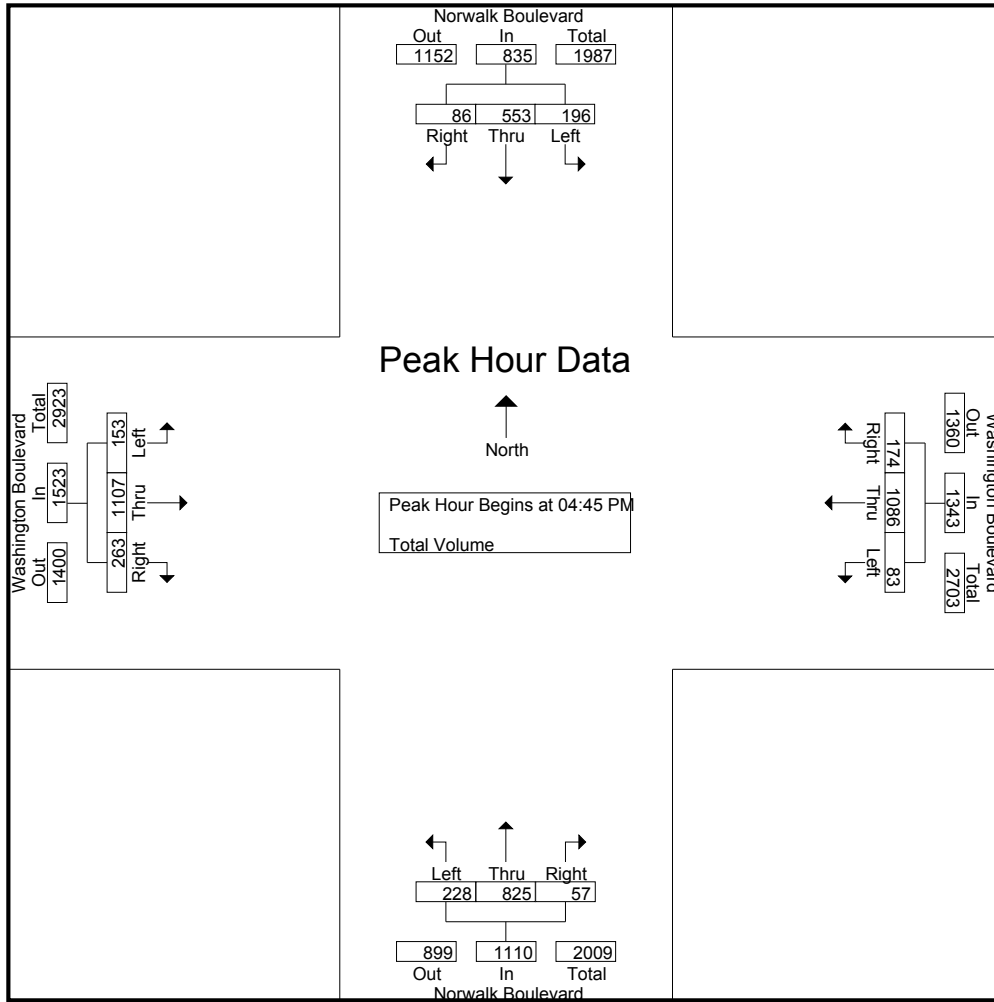 Norwalk Boulevard
Out In Total
1152 835 1987
86 553 196
Right Thru Left
Peak Hour Data
North
Peak Hour Begins at 04:45 PM
Total Volume
Washington Boulevard
Total In Out
2923 1523 1400
153 1107 263
Left Thru Right
Washington Boulevard
Out In Total
1360 1343 2703
174 1086 83
Right Thru Left
Left Thru Right
228 825 57
899 1110 2009
Out In Total
Norwalk Boulevard